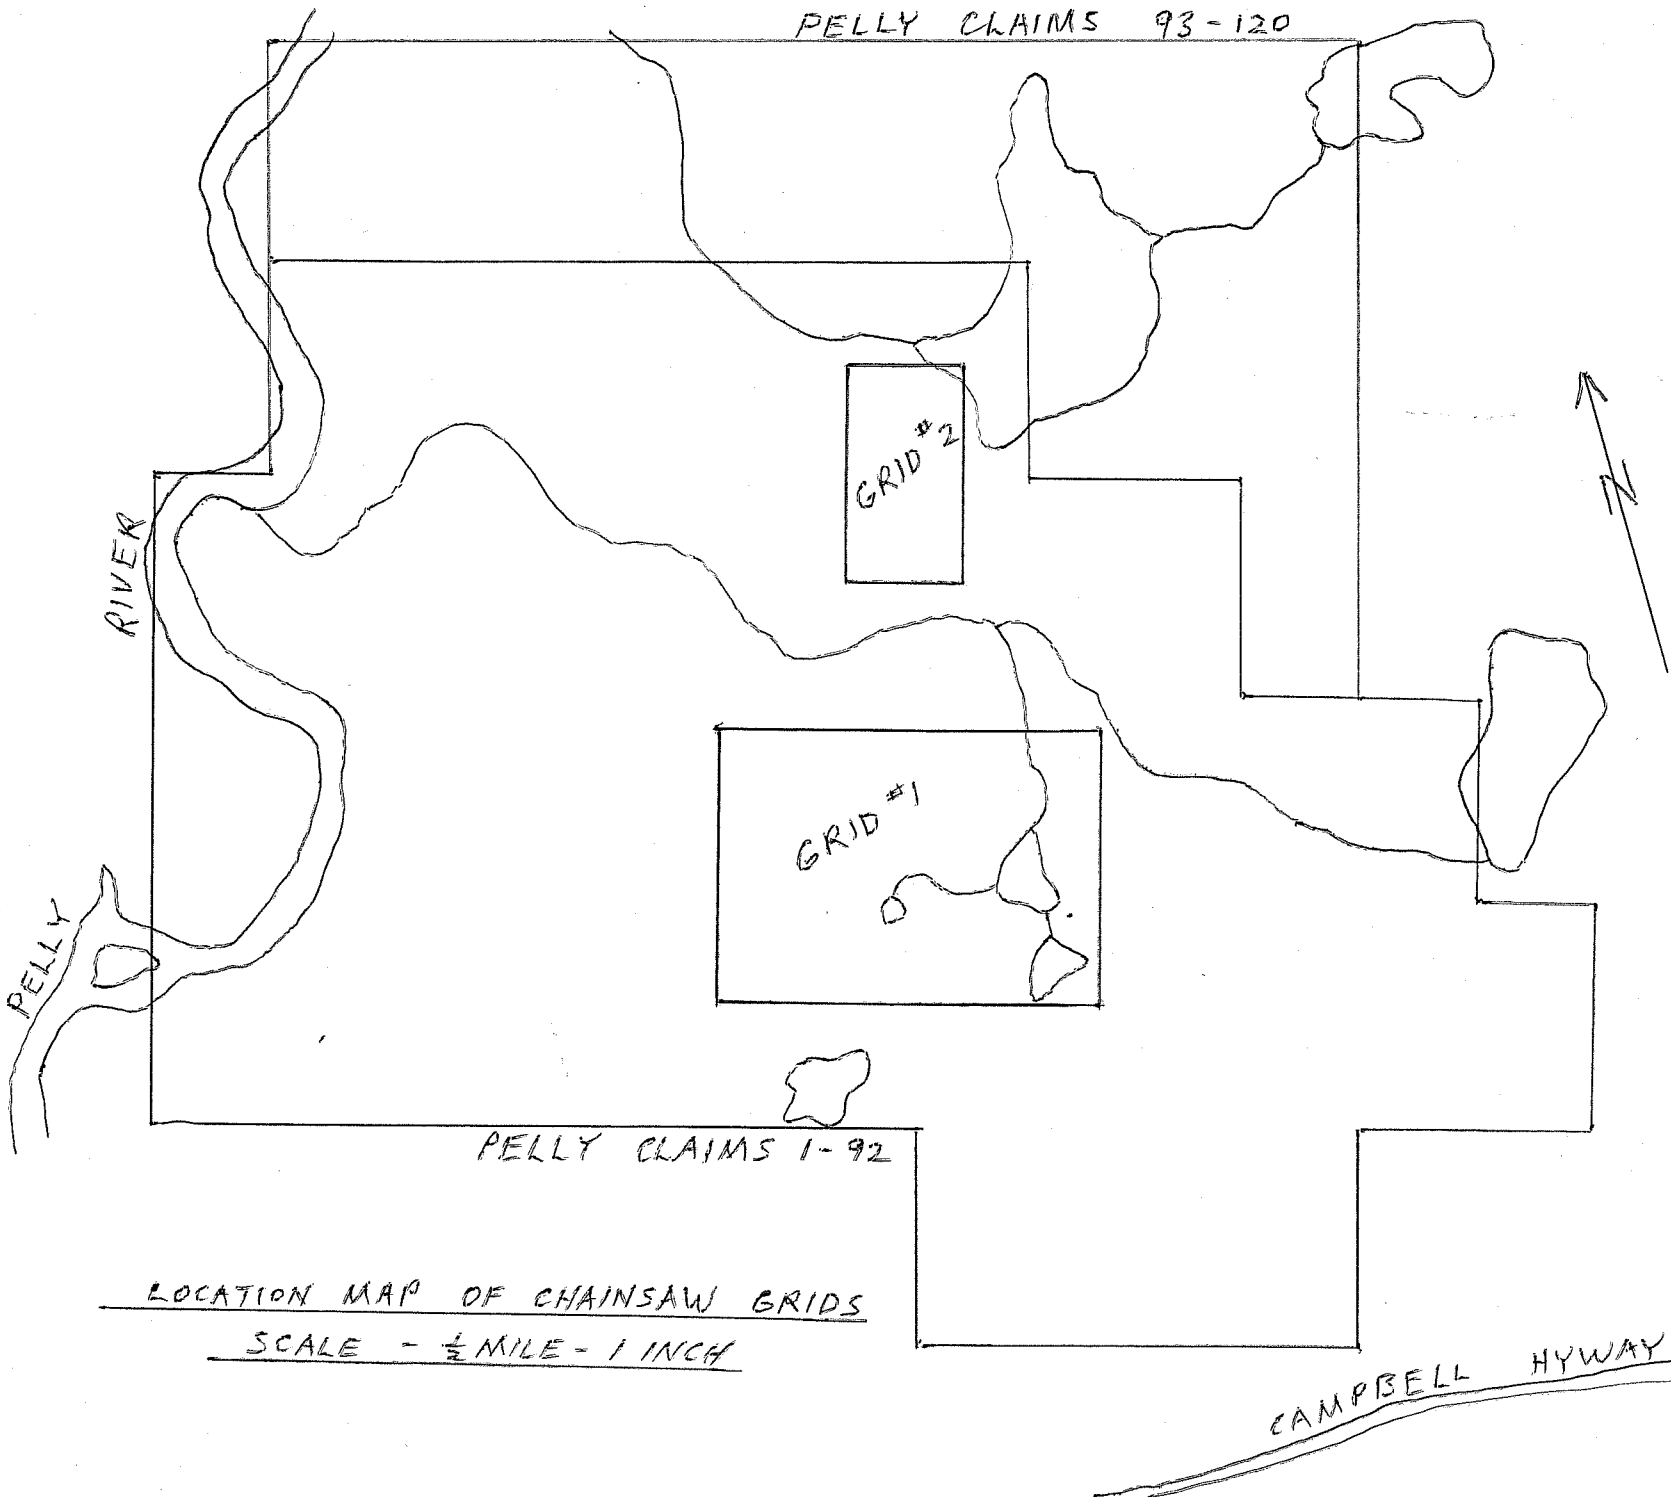 PELLY CLAIMS 93-120
GRID #2
N
RIVER
GRID #1
PELLY
PELLY CLAIMS 1-92
LOCATION MAP OF CHAINSAW GRIDS
SCALE - ½ MILE - 1 INCH
CAMPBELL HYWAY